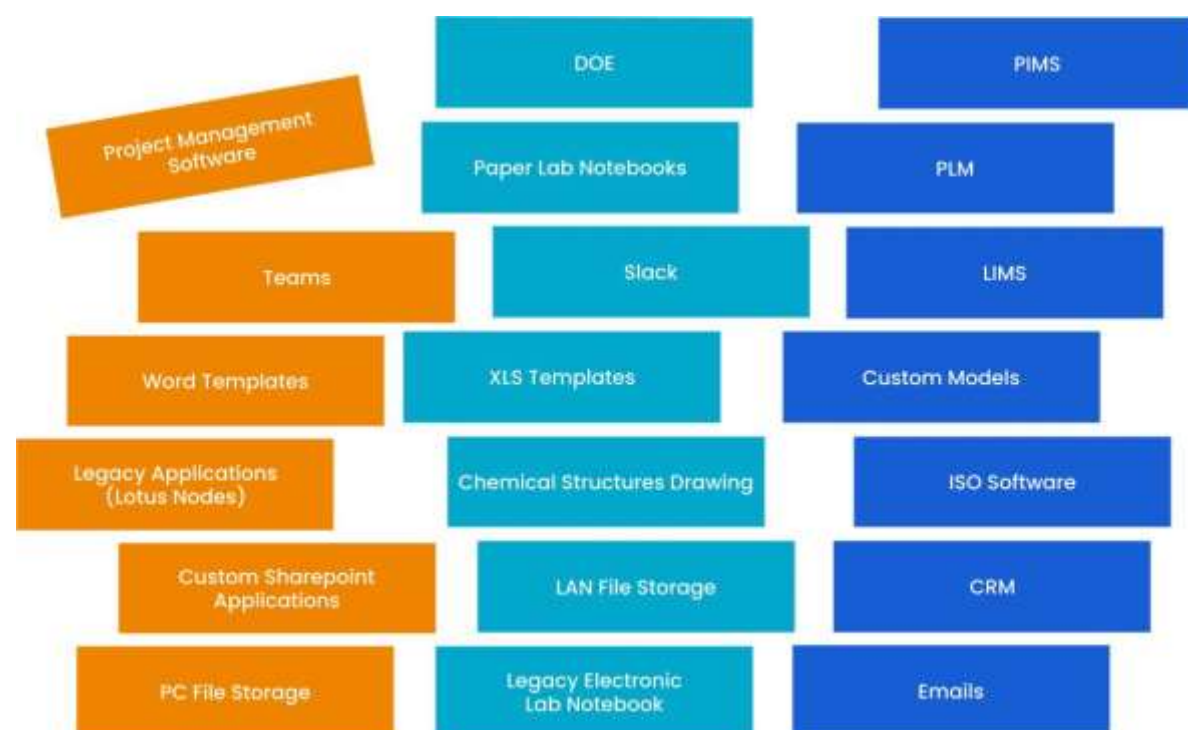 DOE
PIMS
Project Management
Software
Paper Lab Notebooks
PLM
Teams
Slack
LIMS
Word Templates
XLS Templates
Custom Models
Legacy Applications
(Lotus Nodes)
Chemical Structures Drawing
ISO Software
Custom Sharepoint
Applications
LAN File Storage
CRM
PC File Storage
Legacy Electronic
Lab Notebook
Emails